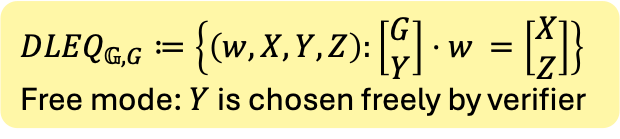 𝐷𝐿𝐸𝑄_{𝔾,𝐺} ≔ {(𝑤, 𝑋, 𝑌, 𝑍): [𝐺 𝑌] · 𝑤 = [𝑋 𝑍]}
Free mode: 𝑌 is chosen freely by verifier